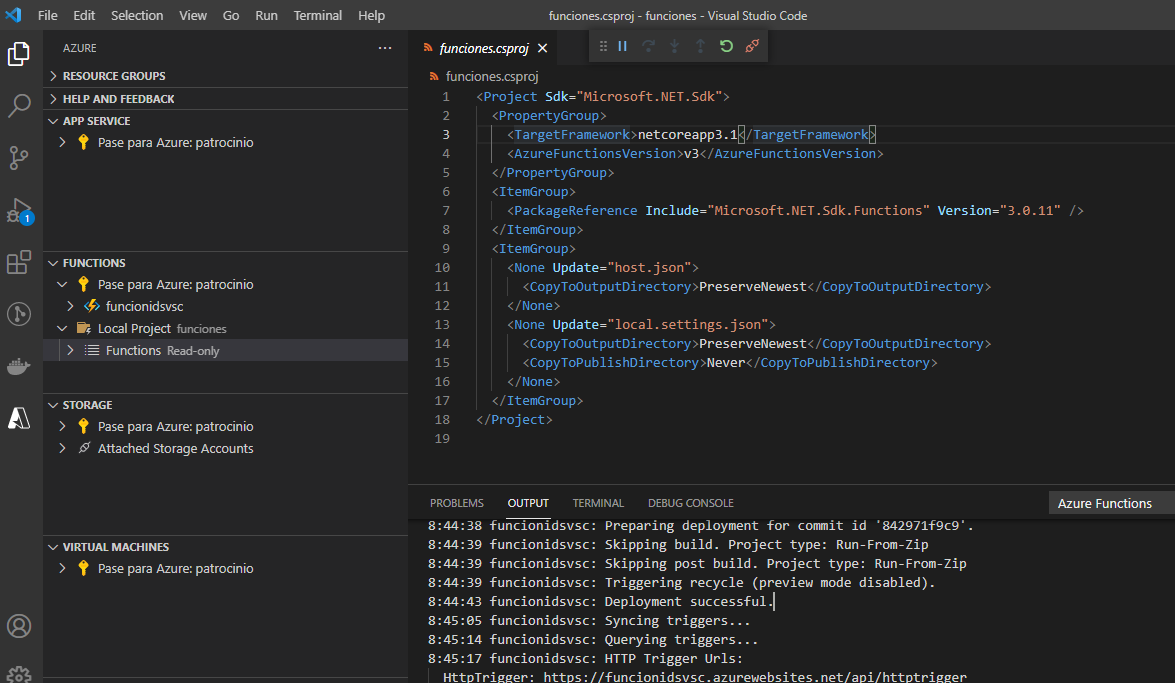 File Edit Selection View Go Run Terminal Help funciones.csproj - funciones - Visual Studio Code
AZURE ...
RESOURCE GROUPS
HELP AND FEEDBACK
APP SERVICE
Pase para Azure: patrocinio
FUNCTIONS
Pase para Azure: patrocinio
funcionidsvsc
Local Project funciones
Functions Read-only
STORAGE
Pase para Azure: patrocinio
Attached Storage Accounts
VIRTUAL MACHINES
Pase para Azure: patrocinio
1
funciones.csproj
funciones.csproj
1 <Project Sdk="Microsoft.NET.Sdk">
2 <PropertyGroup>
3 <TargetFramework>netcoreapp3.1</TargetFramework>
4 <AzureFunctionsVersion>v3</AzureFunctionsVersion>
5 </PropertyGroup>
6 <ItemGroup>
7 <PackageReference Include="Microsoft.NET.Sdk.Functions" Version="3.0.11" />
8 </ItemGroup>
9 <ItemGroup>
10 <None Update="host.json">
11 <CopyToOutputDirectory>PreserveNewest</CopyToOutputDirectory>
12 </None>
13 <None Update="local.settings.json">
14 <CopyToOutputDirectory>PreserveNewest</CopyToOutputDirectory>
15 <CopyToPublishDirectory>Never</CopyToPublishDirectory>
16 </None>
17 </ItemGroup>
18 </Project>
19
PROBLEMS OUTPUT TERMINAL DEBUG CONSOLE Azure Functions
8:44:38 funcionidsvsc: Preparing deployment for commit id '842971f9c9'.
8:44:39 funcionidsvsc: Skipping build. Project type: Run-From-Zip
8:44:39 funcionidsvsc: Skipping post build. Project type: Run-From-Zip
8:44:39 funcionidsvsc: Triggering recycle (preview mode disabled).
8:44:43 funcionidsvsc: Deployment successful.
8:45:05 funcionidsvsc: Syncing triggers...
8:45:14 funcionidsvsc: Querying triggers...
8:45:17 funcionidsvsc: HTTP Trigger Urls:
HttpTrigger: https://funcionidsvsc.azurewebsites.net/api/httptrigger